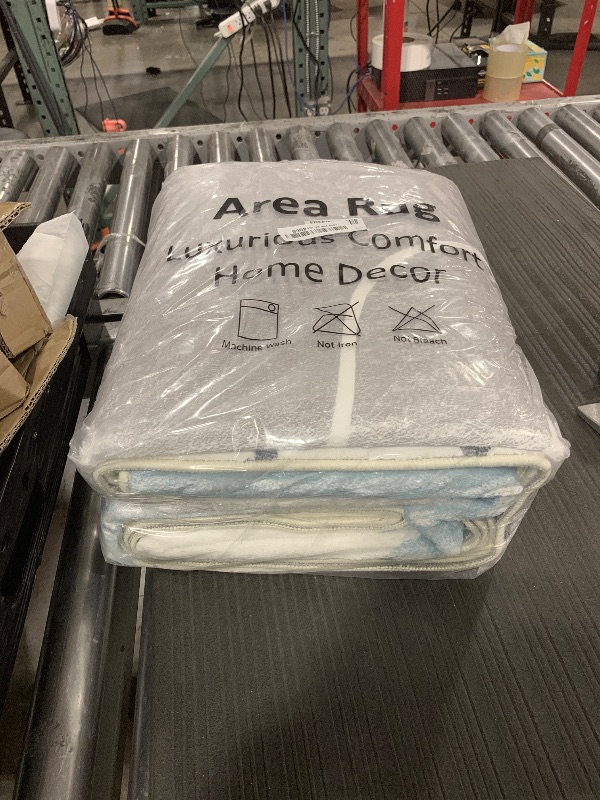 Area Rug
Luxurious Comfort
Home Decor
Machine wash
Not Iron
Not Bleach